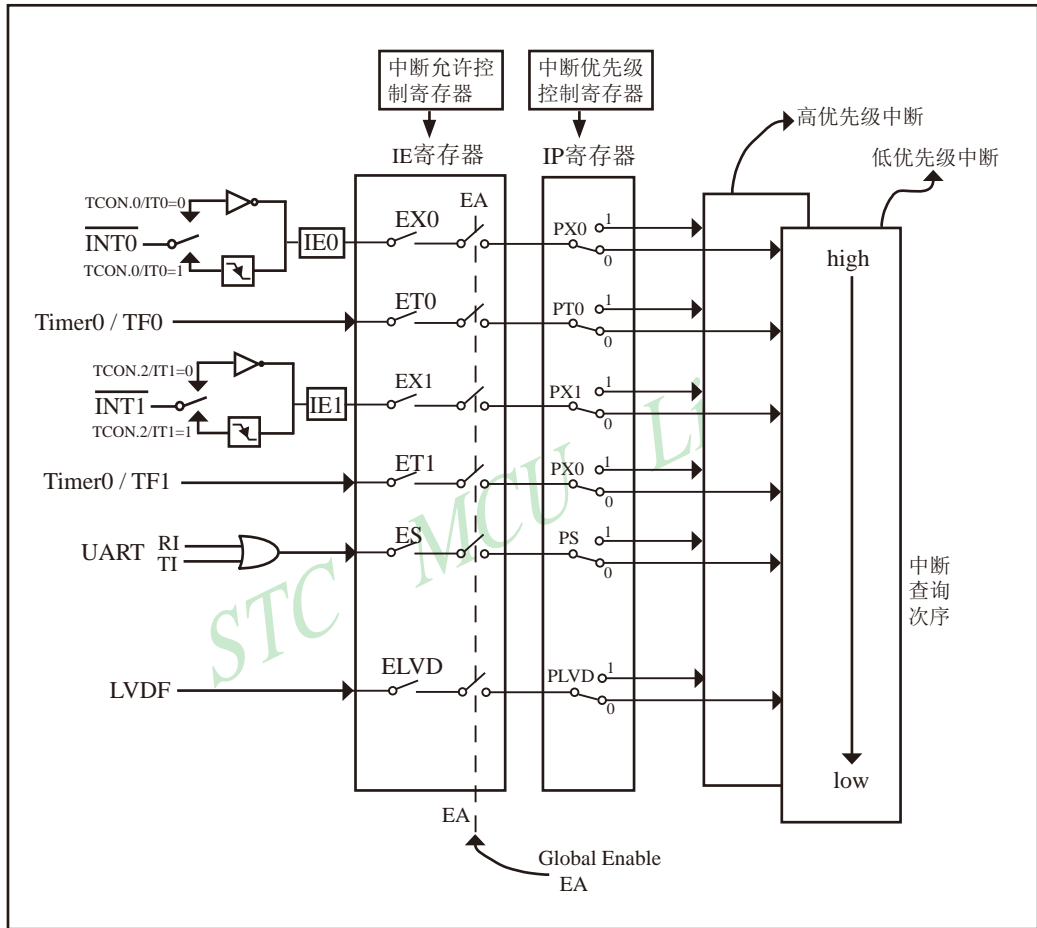 中断允许控
制寄存器
中断优先级
控制寄存器
高优先级中断
低优先级中断
IE寄存器
IP寄存器
TCON.0/IT0=0
INT0
TCON.0/IT0=1
IE0
EX0
EA
PX0
1
0
high
Timer0 / TF0
ET0
PT0
1
0
TCON.2/IT1=0
INT1
TCON.2/IT1=1
IE1
EX1
PX1
1
0
Timer0 / TF1
ET1
PX0
1
0
UART
RI
TI
ES
PS
1
0
中断
查询
次序
STC MCU Li
LVDF
ELVD
PLVD
1
0
low
EA
Global Enable
EA